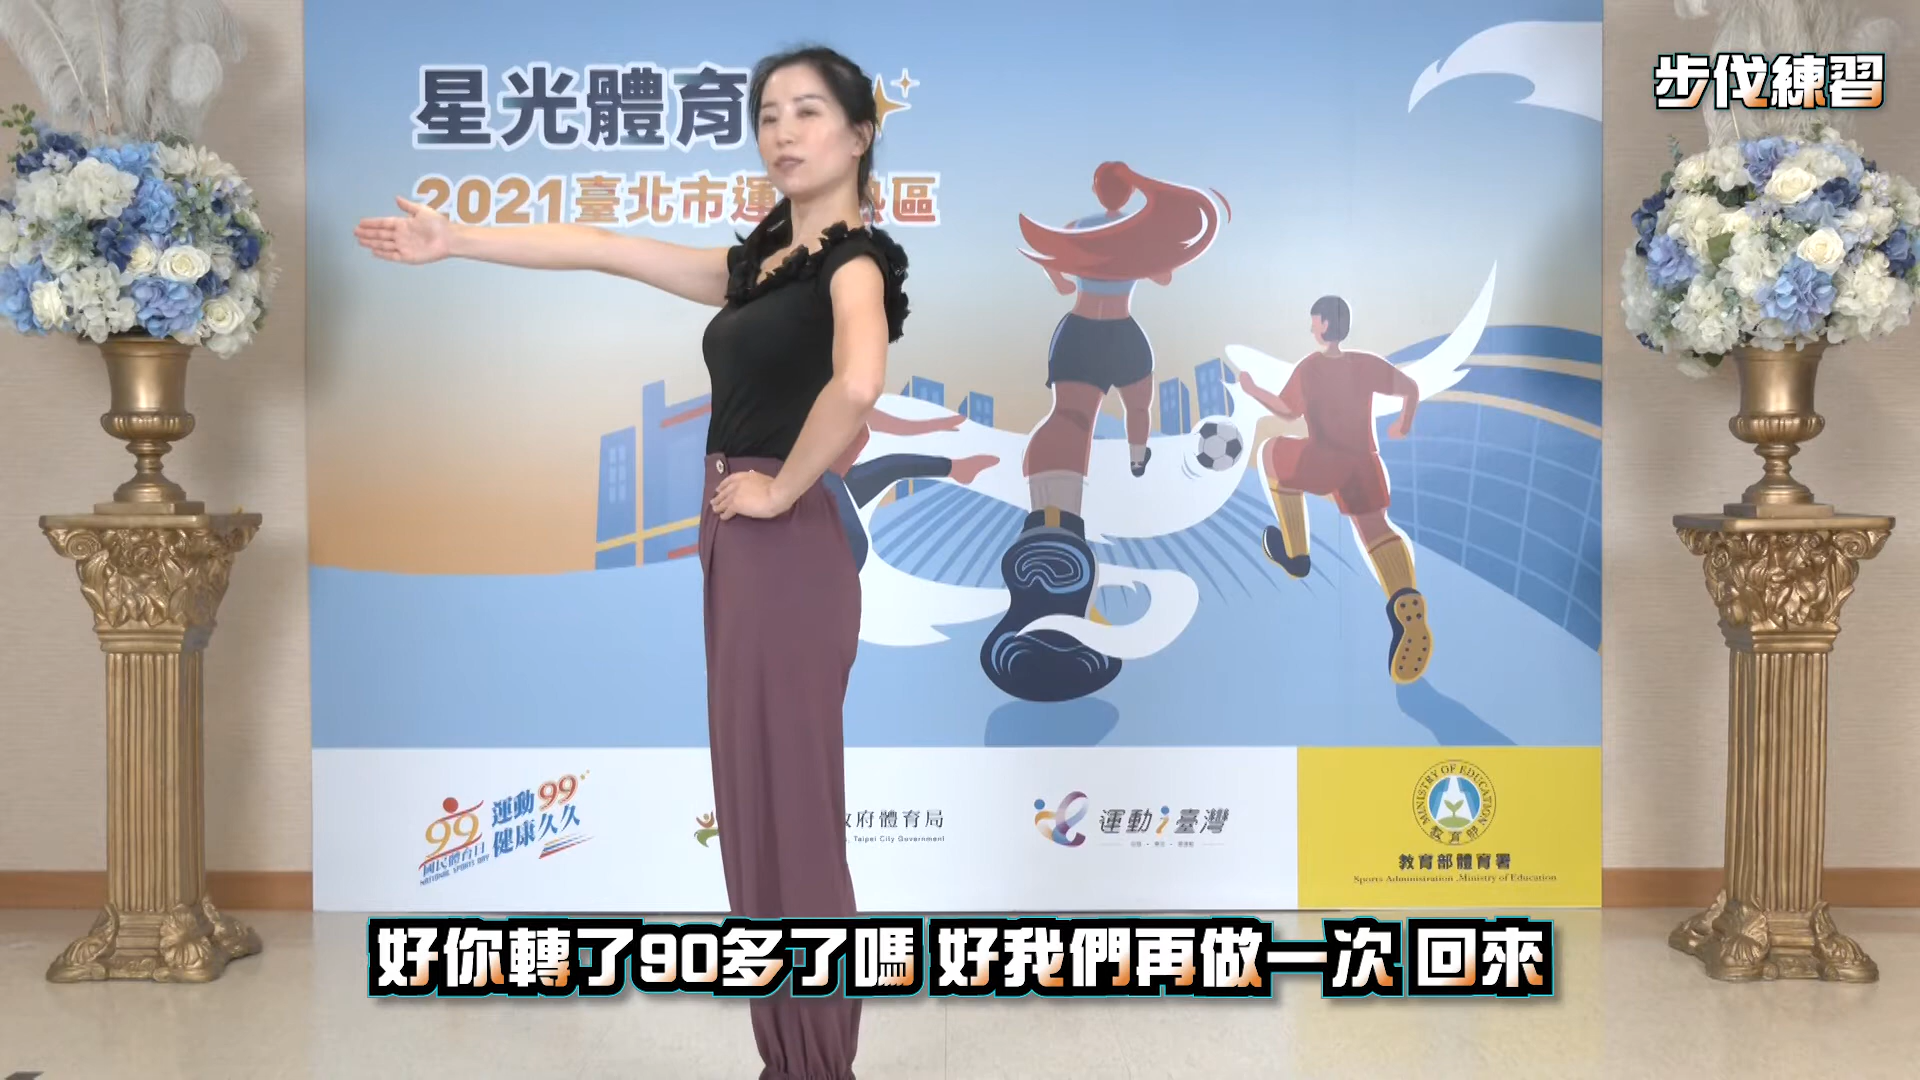 步伐練習
星光體育
2021臺北市運 熱區
運動99
健康久久
99
國民體育日
NATIONAL SPORTS DAY
府體育局
, Taipei City Government
運動i臺灣
MINISTRY OF EDUCATION
教育部
教育部體育署
Sports Administration ,Ministry of Education
好你轉了90多了嗎 好我們再做一次 回來